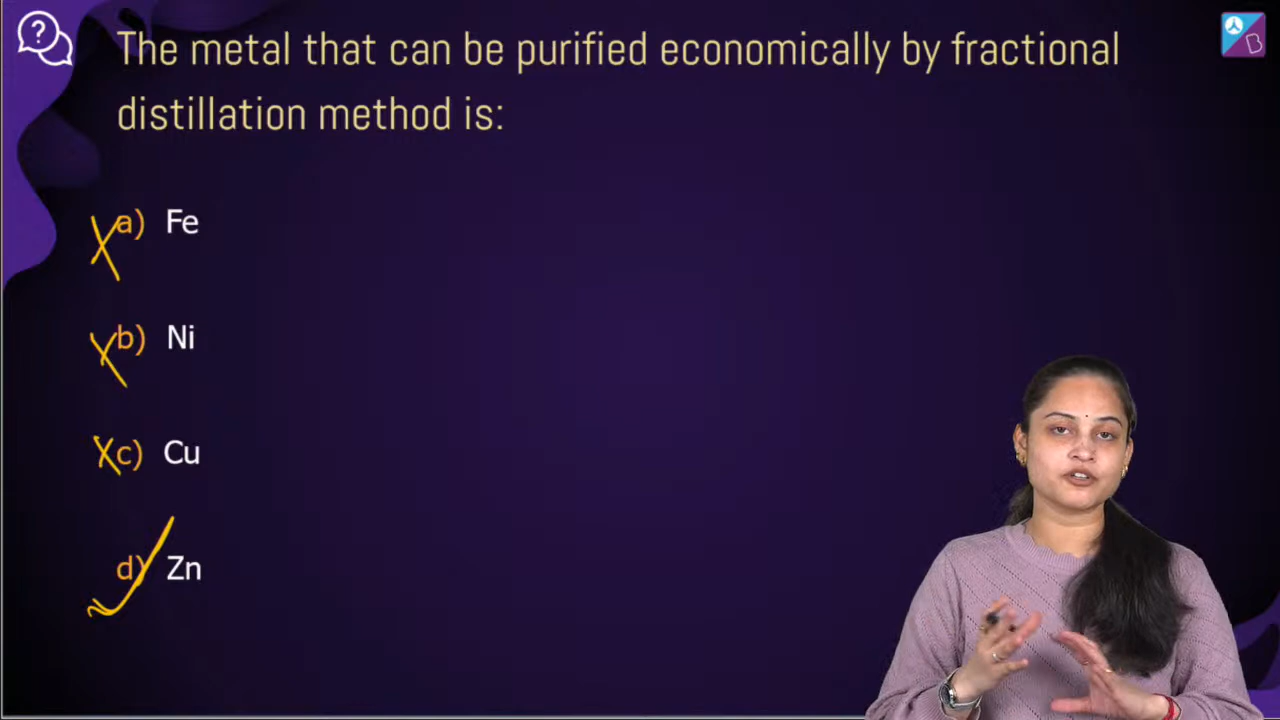 The metal that can be purified economically by fractional
distillation method is:
a) Fe
b) Ni
c) Cu
d) Zn